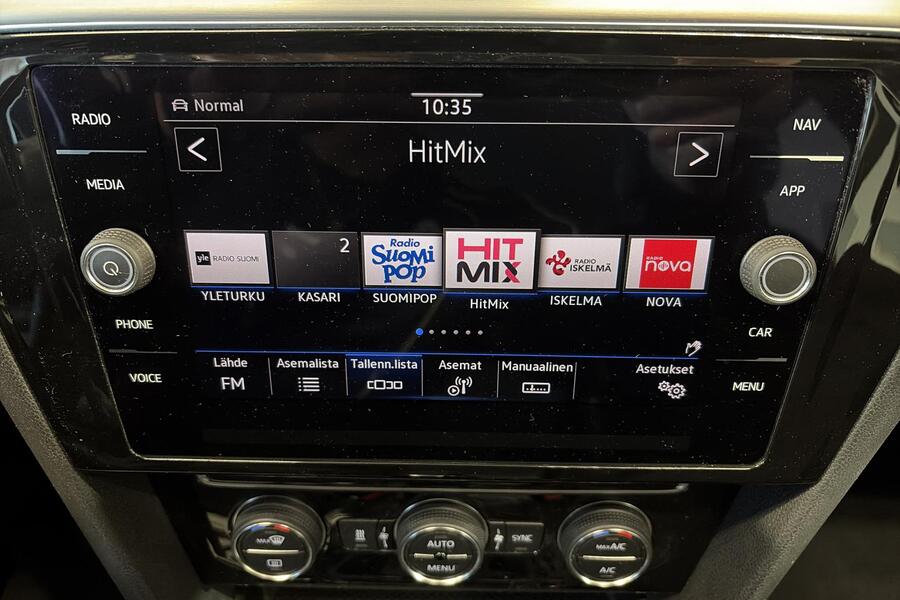 RADIO
MEDIA
PHONE
VOICE
Normal
10:35
HitMix
yle RADIO SUOMI
YLETURKU
2
KASARI
Radio
SUOMI
POP
SUOMIPOP
HIT
MIX
HitMix
RADIO
ISKELMÄ
ISKELMA
RADIO
nova
NOVA
Lähde
FM
Asemalista
Tallenn.lista
Asemat
Manuaalinen
Asetukset
NAV
APP
CAR
MENU
MAX
AUTO
MENU
SYNC
MAX A/C
A/C